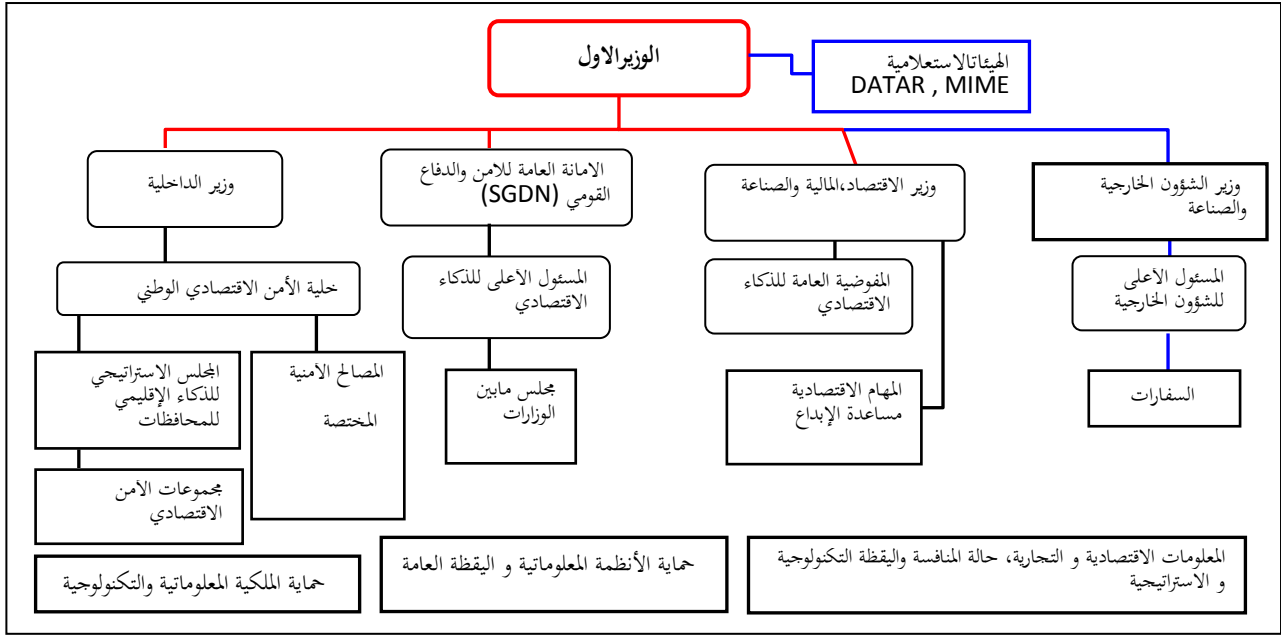 الوزيرالاول
الهيئاتالاستعلامية
DATAR , MIME
وزير الداخلية
الامانة العامة للامن والدفاع
القومي (SGDN)
وزير الاقتصاد،المالية والصناعة
وزير الشؤون الخارجية
والصناعة
خلية الأمن الاقتصادي الوطني
المسئول الأعلى للذكاء
الاقتصادي
المفوضية العامة للذكاء
الاقتصادي
المسئول الأعلى
للشؤون الخارجية
المجلس الاستراتيجي
للذكاء الإقليمي
للمحافظات
المصالح الأمنية
المختصة
مجلس مابين
الوزارات
المهام الاقتصادية
مساعدة الإبداع
السفارات
مجموعات الأمن
الاقتصادي
حماية الملكية المعلوماتية والتكنولوجية
حماية الأنظمة المعلوماتية و اليقظة العامة
المعلومات الاقتصادية و التجارية، حالة المنافسة واليقظة التكنولوجية
و الاستراتيجية